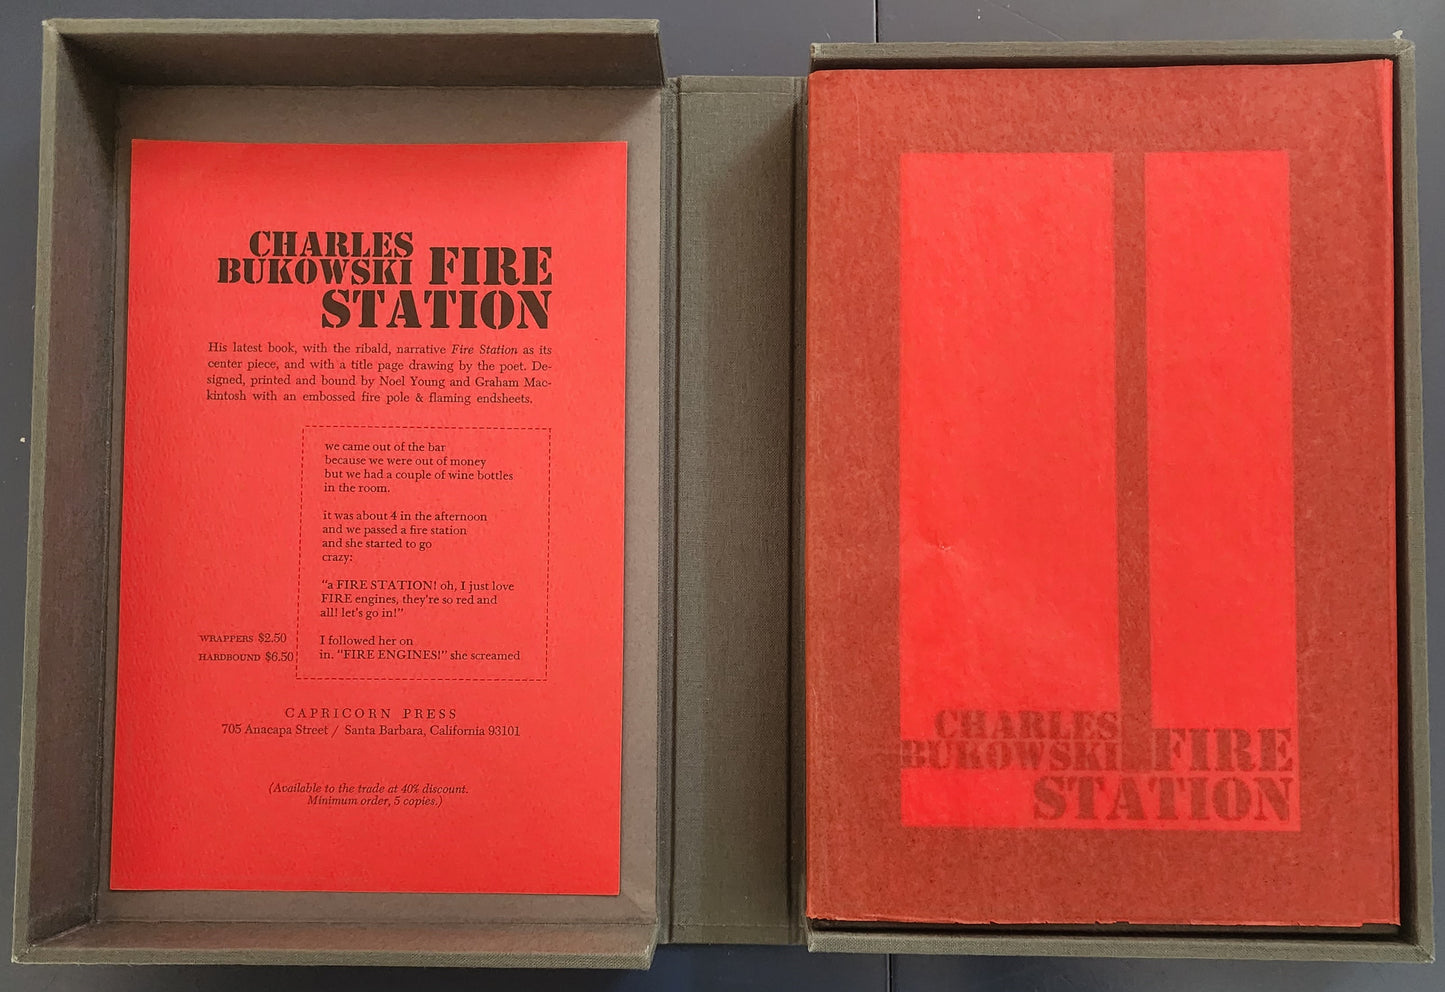 CHARLES
BUKOWSKI FIRE
STATION
His latest book, with the ribald, narrative Fire Station as its
center piece, and with a title page drawing by the poet. De-
signed, printed and bound by Noel Young and Graham Mac-
kintosh with an embossed fire pole & flaming endsheets.
we came out of the bar
because we were out of money
but we had a couple of wine bottles
in the room.
it was about 4 in the afternoon
and we passed a fire station
and she started to go
crazy:
"a FIRE STATION! oh, I just love
FIRE engines, they're so red and
all! let's go in!"
I followed her on
in. "FIRE ENGINES!" she screamed
WRAPPERS $2.50
HARDBOUND $6.50
CAPRICORN PRESS
705 Anacapa Street / Santa Barbara, California 93101
(Available to the trade at 40% discount.
Minimum order, 5 copies.)
CHARLES
BUKOWSKI FIRE
STATION